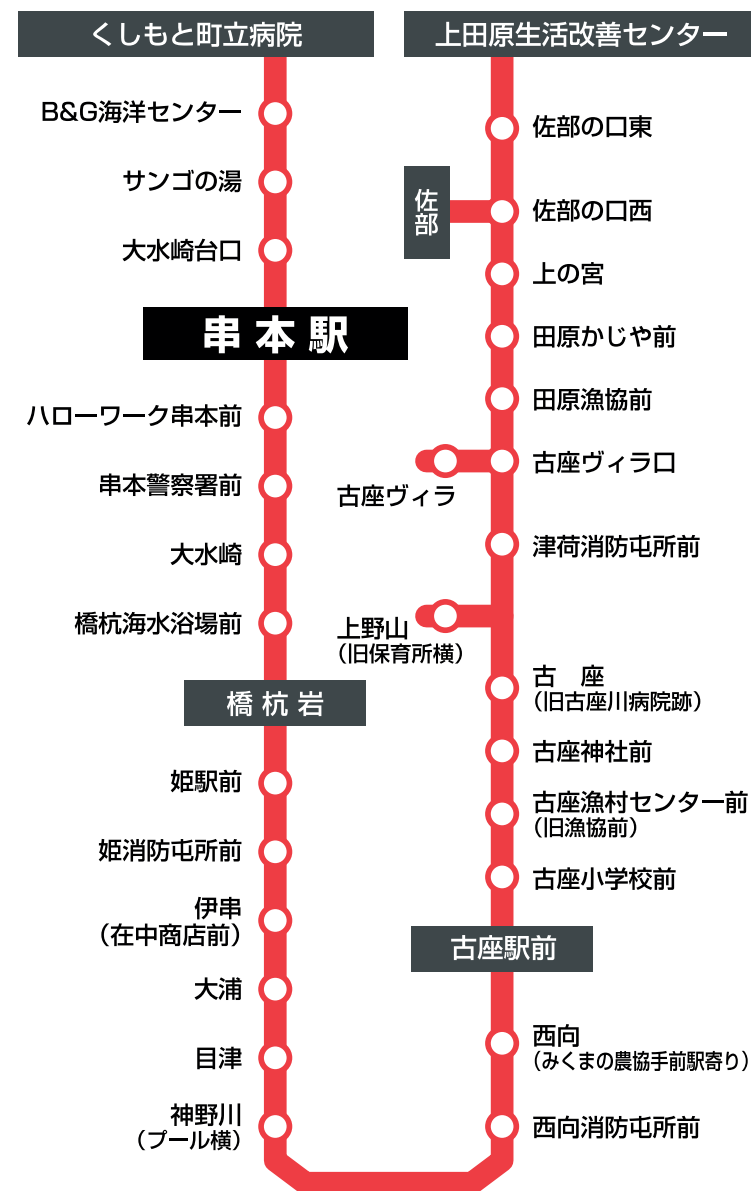 くしもと町立病院
B&G海洋センター
サンゴの湯
大水崎台口
串本駅
ハローワーク串本前
串本警察署前
大水崎
橋杭海水浴場前
橋杭岩
姫駅前
姫消防屯所前
伊串
（在中商店前）
大浦
目津
神野川
（プール横）
上田原生活改善センター
佐部の口東
佐部
佐部の口西
上の宮
田原かじや前
田原漁協前
古座ヴィラ口
古座ヴィラ
津荷消防屯所前
上野山
（旧保育所横）
古　座
（旧古座川病院跡）
古座神社前
古座漁村センター前
（旧漁協前）
古座小学校前
古座駅前
西向
（みくまの農協手前駅寄り）
西向消防屯所前